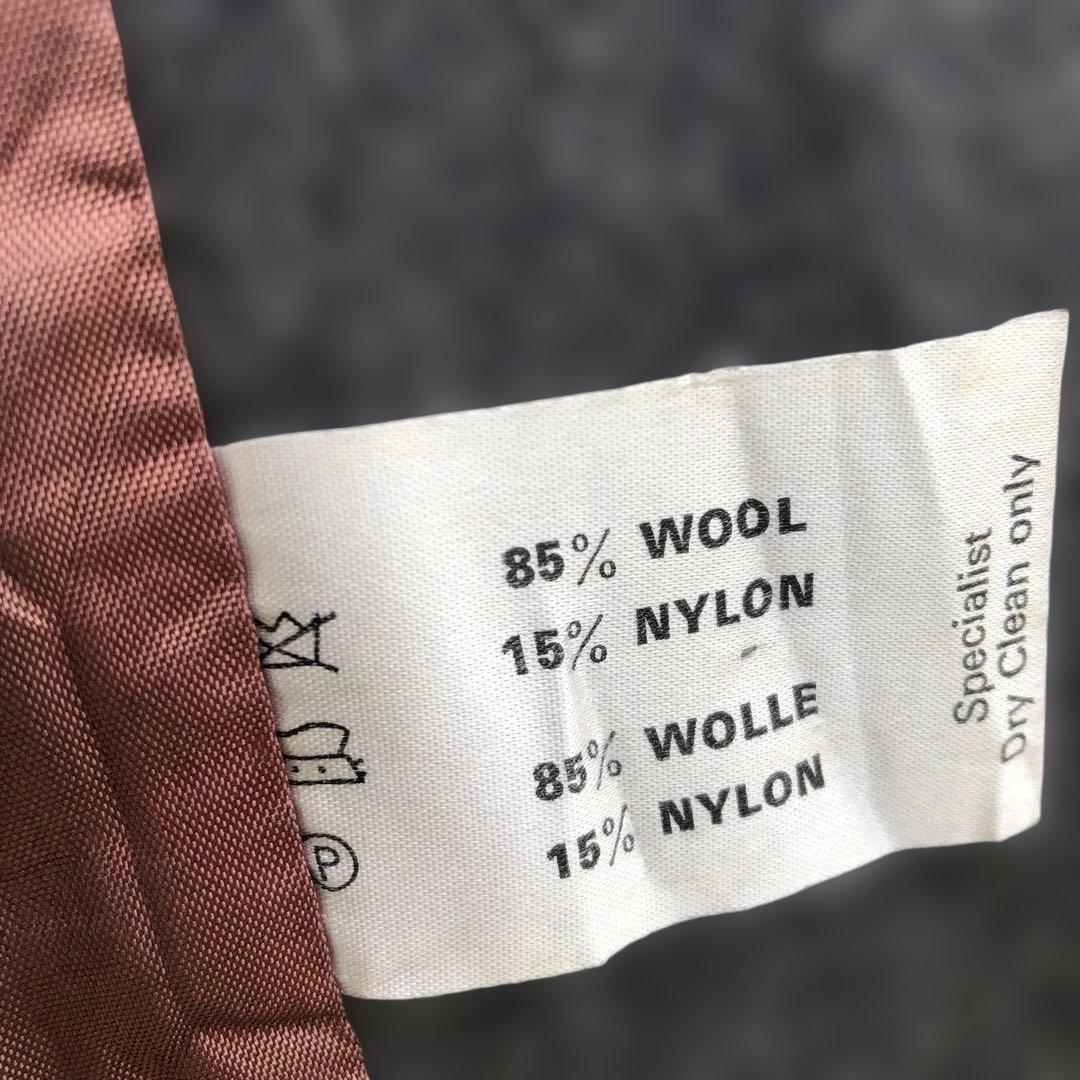 85% WOOL
15% NYLON
85% WOLLE
15% NYLON
Specialist
Dry Clean only
P